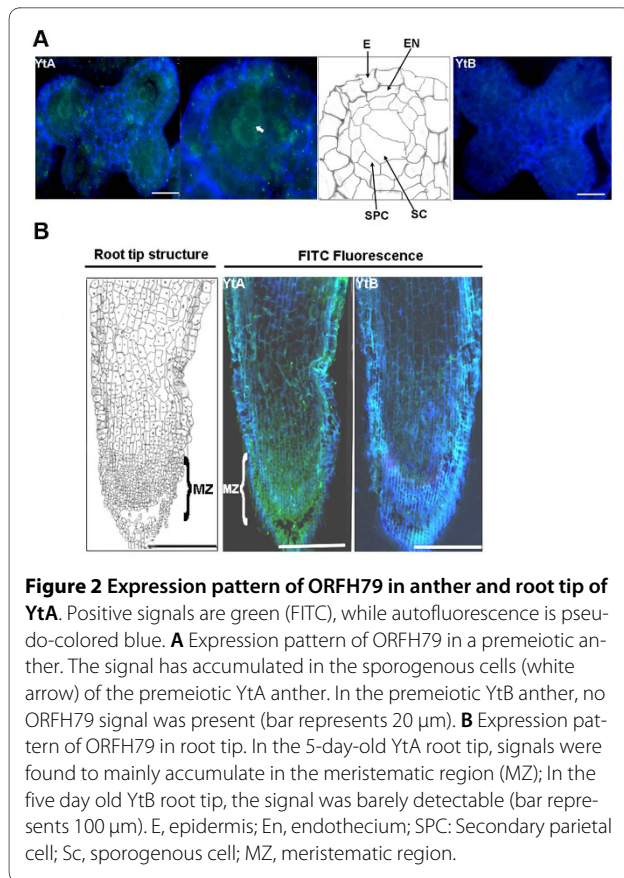 A
YtA
E
EN
YtB
SPC
SC
B
Root tip structure
FITC Fluorescence
YtA
YtB
MZ
MZ
Figure 2 Expression pattern of ORFH79 in anther and root tip of
YtA. Positive signals are green (FITC), while autofluorescence is pseu-
do-colored blue. A Expression pattern of ORFH79 in a premeiotic an-
ther. The signal has accumulated in the sporogenous cells (white
arrow) of the premeiotic YtA anther. In the premeiotic YtB anther, no
ORFH79 signal was present (bar represents 20 μm). B Expression pat-
tern of ORFH79 in root tip. In the 5-day-old YtA root tip, signals were
found to mainly accumulate in the meristematic region (MZ); In the
five day old YtB root tip, the signal was barely detectable (bar repre-
sents 100 μm). E, epidermis; En, endothecium; SPC: Secondary parietal
cell; Sc, sporogenous cell; MZ, meristematic region.